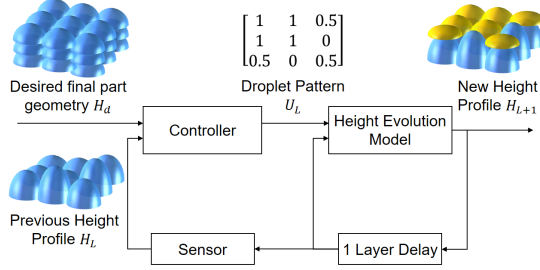 [1 1 0.5]
[1 1 0]
[0.5 0 0.5]
Desired final part
geometry H_d
Droplet Pattern
U_L
New Height
Profile H_{L+1}
Controller
Height Evolution
Model
Previous Height
Profile H_L
Sensor
1 Layer Delay